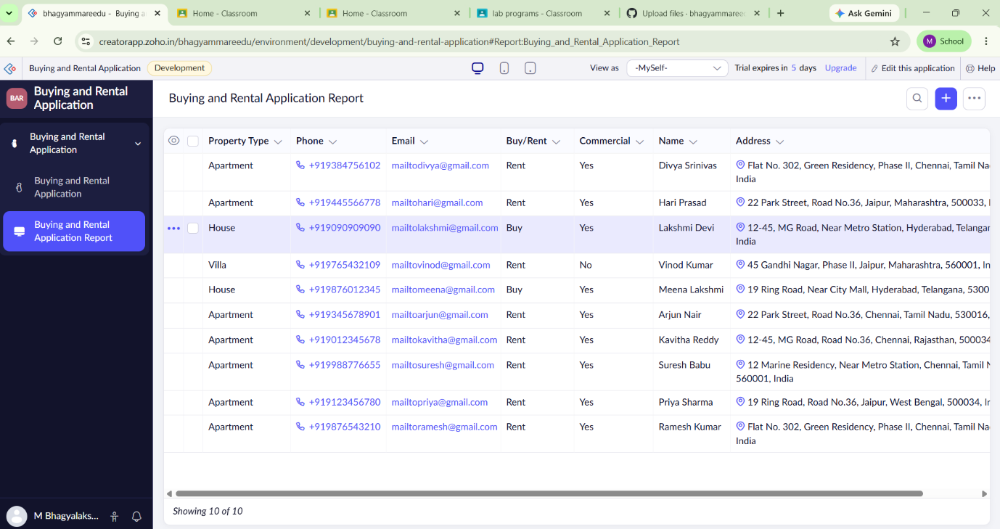 bhagyammareedu - Buying a
Home - Classroom
Home - Classroom
lab programs - Classroom
Upload files · bhagyammaree
Ask Gemini
creatorapp.zoho.in/bhagyammareedu/environment/development/buying-and-rental-application#Report:Buying_and_Rental_Application_Report
M School
Buying and Rental Application
Development
View as
-MySelf-
Trial expires in 5 days
Upgrade
Edit this application
Help
BAR
Buying and Rental
Application
Buying and Rental Application Report
Buying and Rental
Application
Buying and Rental
Application
Buying and Rental
Application Report
Property Type Phone Email Buy/Rent Commercial Name Address
Apartment +919384756102 mailtodivya@gmail.com Rent Yes Divya Srinivas Flat No. 302, Green Residency, Phase II, Chennai, Tamil Na
India
Apartment +919445566778 mailtohari@gmail.com Rent Yes Hari Prasad 22 Park Street, Road No.36, Jaipur, Maharashtra, 500033,
House +919090909090 mailtolakshmi@gmail.com Buy Yes Lakshmi Devi 12-45, MG Road, Near Metro Station, Hyderabad, Telangan
India
Villa +919765432109 mailtovinod@gmail.com Rent No Vinod Kumar 45 Gandhi Nagar, Phase II, Jaipur, Maharashtra, 560001, In
House +919876012345 mailtomeena@gmail.com Buy Yes Meena Lakshmi 19 Ring Road, Near City Mall, Hyderabad, Telangana, 5300
Apartment +919345678901 mailtoarjun@gmail.com Rent Yes Arjun Nair 22 Park Street, Road No.36, Chennai, Tamil Nadu, 530016,
Apartment +919012345678 mailtokavitha@gmail.com Rent Yes Kavitha Reddy 12-45, MG Road, Road No.36, Chennai, Rajasthan, 500034
Apartment +919988776655 mailtosuresh@gmail.com Rent Yes Suresh Babu 12 Marine Residency, Near Metro Station, Chennai, Tamil N
560001, India
Apartment +919123456780 mailtopriya@gmail.com Rent Yes Priya Sharma 19 Ring Road, Road No.36, Jaipur, West Bengal, 500034, In
Apartment +919876543210 mailtoramesh@gmail.com Rent Yes Ramesh Kumar Flat No. 302, Green Residency, Phase II, Chennai, Tamil Na
India
Showing 10 of 10
M Bhagyalaks...